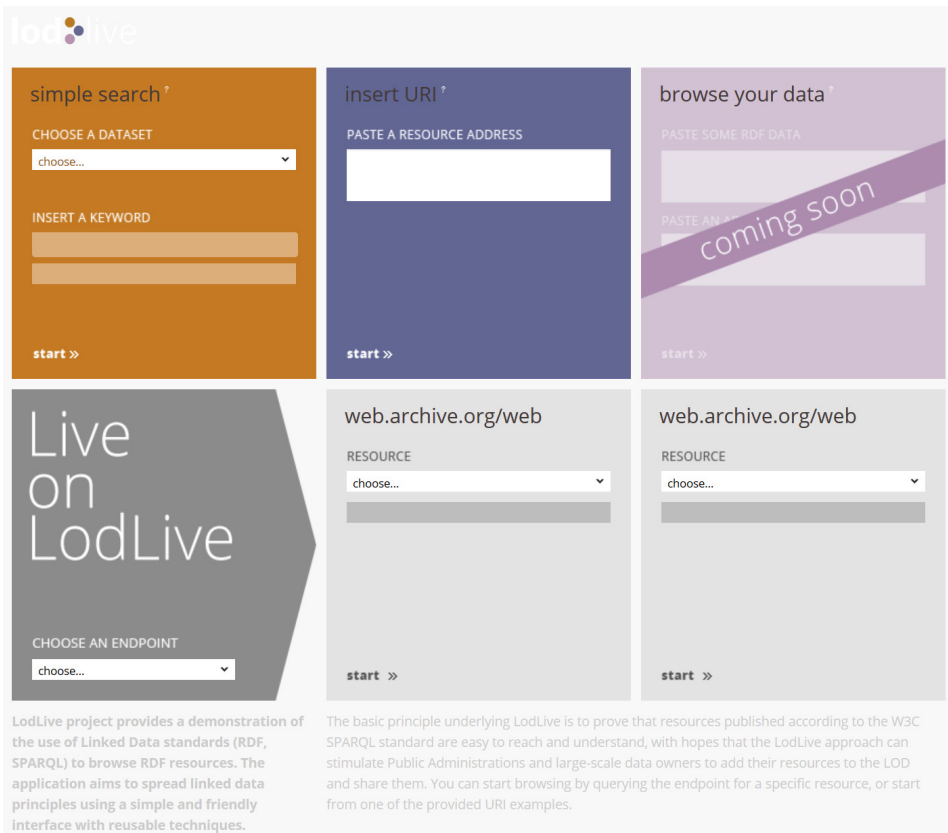 lodlive
simple search ?
CHOOSE A DATASET
choose...
INSERT A KEYWORD
start »
insert URI ?
PASTE A RESOURCE ADDRESS
start »
browse your data ?
PASTE SOME RDF DATA
PASTE AN
coming soon
start »
Live
on
LodLive
CHOOSE AN ENDPOINT
choose...
web.archive.org/web
RESOURCE
choose...
start »
web.archive.org/web
RESOURCE
choose...
start »
LodLive project provides a demonstration of
the use of Linked Data standards (RDF,
SPARQL) to browse RDF resources. The
application aims to spread linked data
principles using a simple and friendly
interface with reusable techniques.
The basic principle underlying LodLive is to prove that resources published according to the W3C
SPARQL standard are easy to reach and understand, with hopes that the LodLive approach can
stimulate Public Administrations and large-scale data owners to add their resources to the LOD
and share them. You can start browsing by querying the endpoint for a specific resource, or start
from one of the provided URI examples.